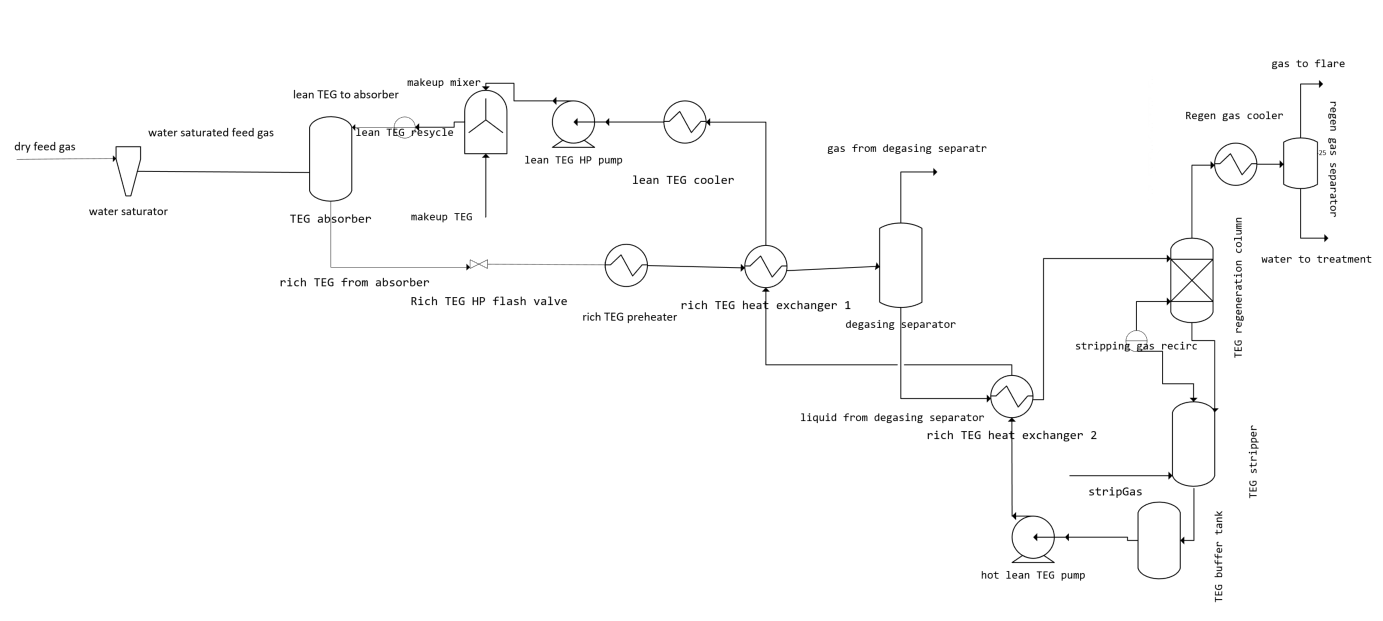 gas to flare
makeup mixer
lean TEG to absorber
regen gas separator
Regen gas cooler
water saturated feed gas
lean TEG resycle
dry feed gas
gas from degasing separatr
25
lean TEG HP pump
lean TEG cooler
water saturator
TEG absorber
makeup TEG
TEG regeneration column
water to treatment
rich TEG from absorber
Rich TEG HP flash valve
rich TEG heat exchanger 1
rich TEG preheater
degasing separator
stripping gas recirc
liquid from degasing separator
rich TEG heat exchanger 2
TEG stripper
stripGas
TEG buffer tank
hot lean TEG pump